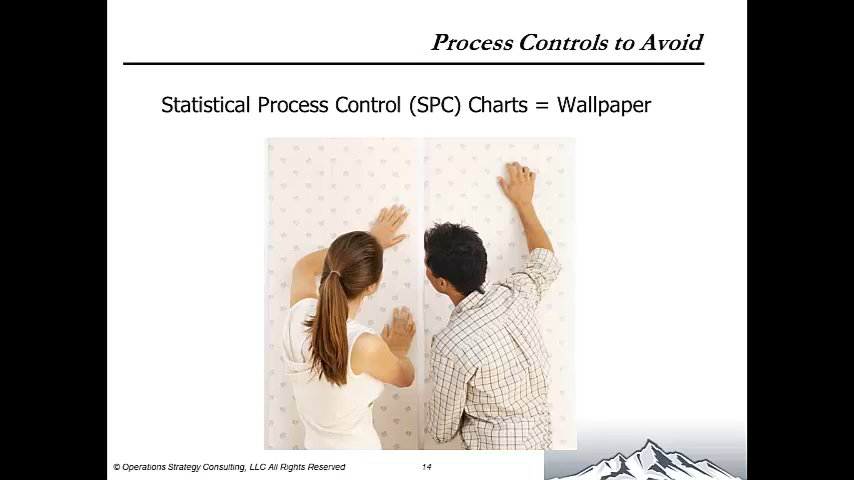 Process Controls to Avoid
Statistical Process Control (SPC) Charts = Wallpaper
© Operations Strategy Consulting, LLC All Rights Reserved
14